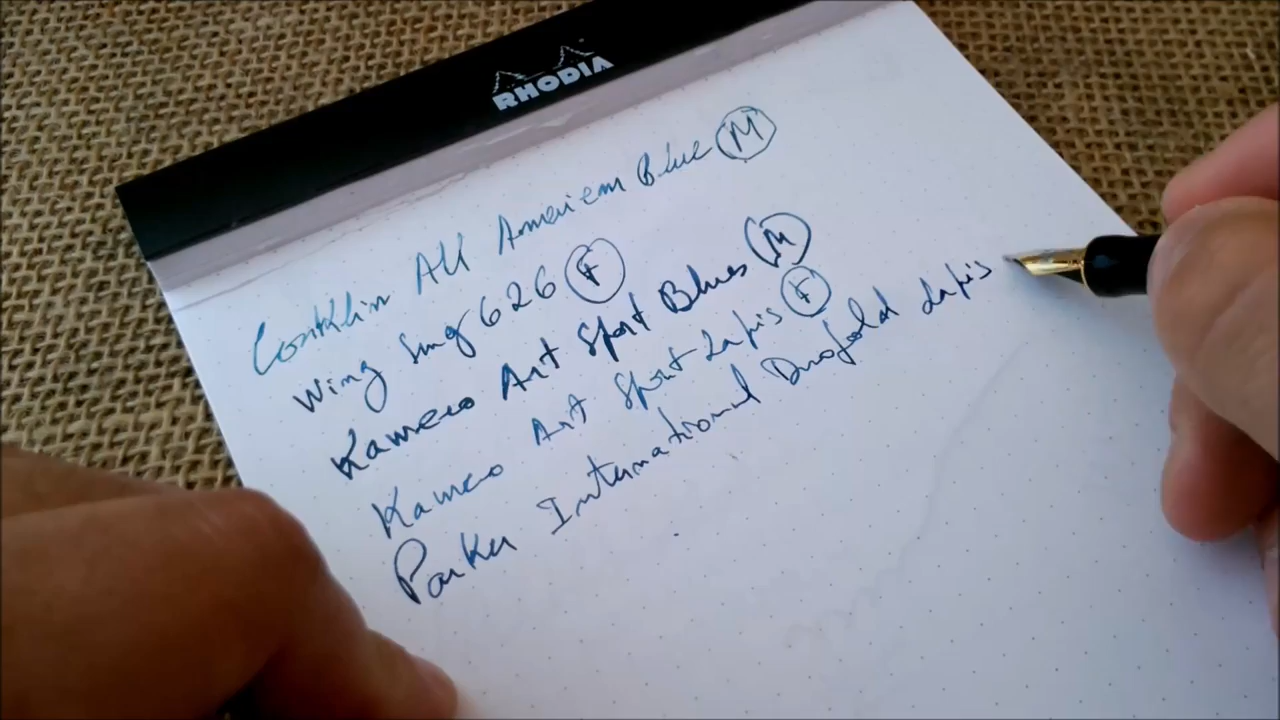 RHODIA
Conklin All American Blue M
Wing Sung 626 F
Kaweco Art Sport Blues M
Kaweco Art Sport Lapis F
Parker International Duofold Lapis